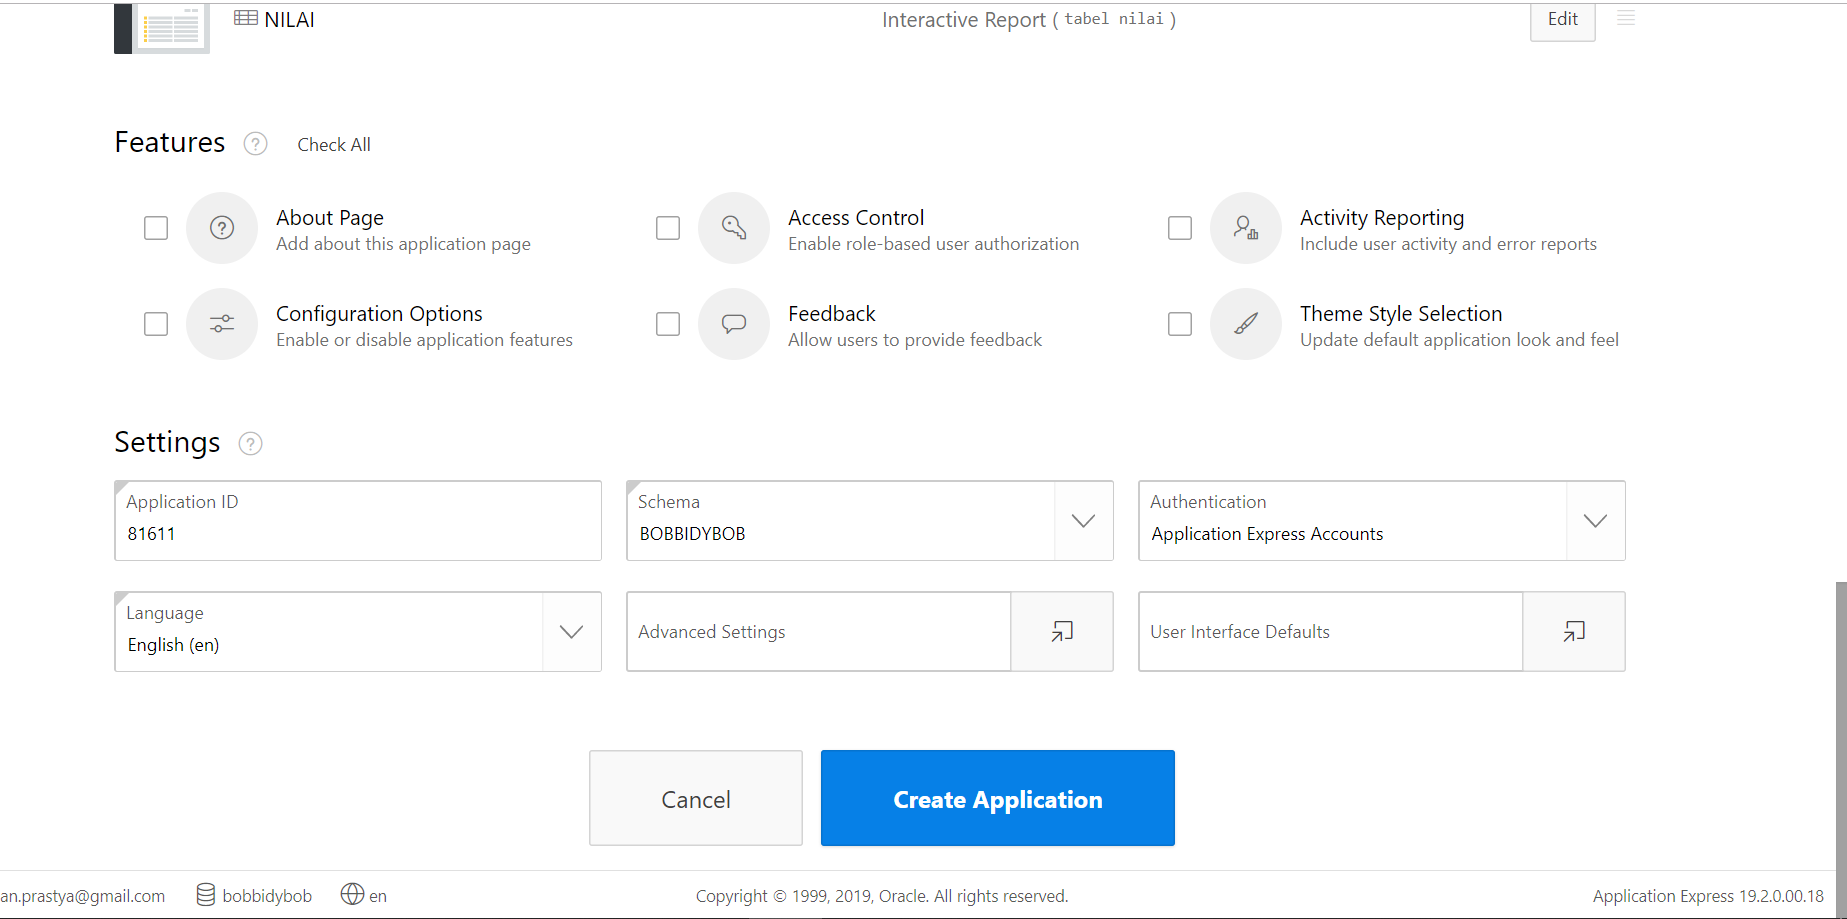 NILAI Interactive Report ( tabel nilai ) Edit
Features ? Check All
About Page
Add about this application page
Access Control
Enable role-based user authorization
Activity Reporting
Include user activity and error reports
Configuration Options
Enable or disable application features
Feedback
Allow users to provide feedback
Theme Style Selection
Update default application look and feel
Settings ?
Application ID
81611
Schema
BOBBIDYBOB
Authentication
Application Express Accounts
Language
English (en)
Advanced Settings
User Interface Defaults
Cancel
Create Application
an.prastya@gmail.com bobbidybob en Copyright © 1999, 2019, Oracle. All rights reserved. Application Express 19.2.0.00.18